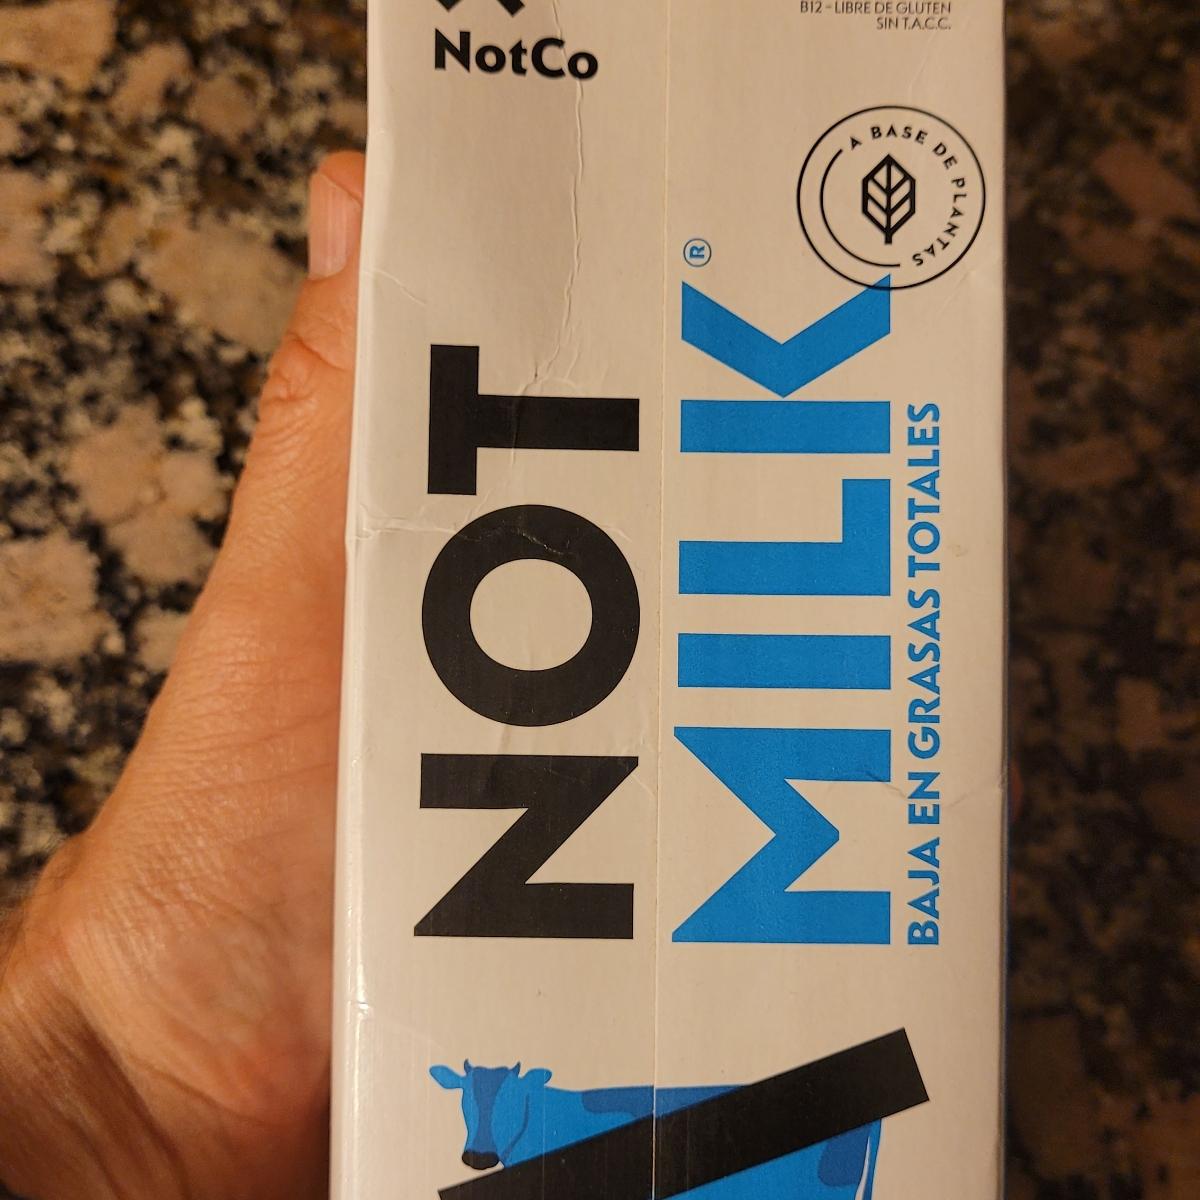 NotCo
B12 - LIBRE DE GLUTEN
SIN T.A.C.C.
A BASE DE PLANTAS
NOT
MILK®
BAJA EN GRASAS TOTALES